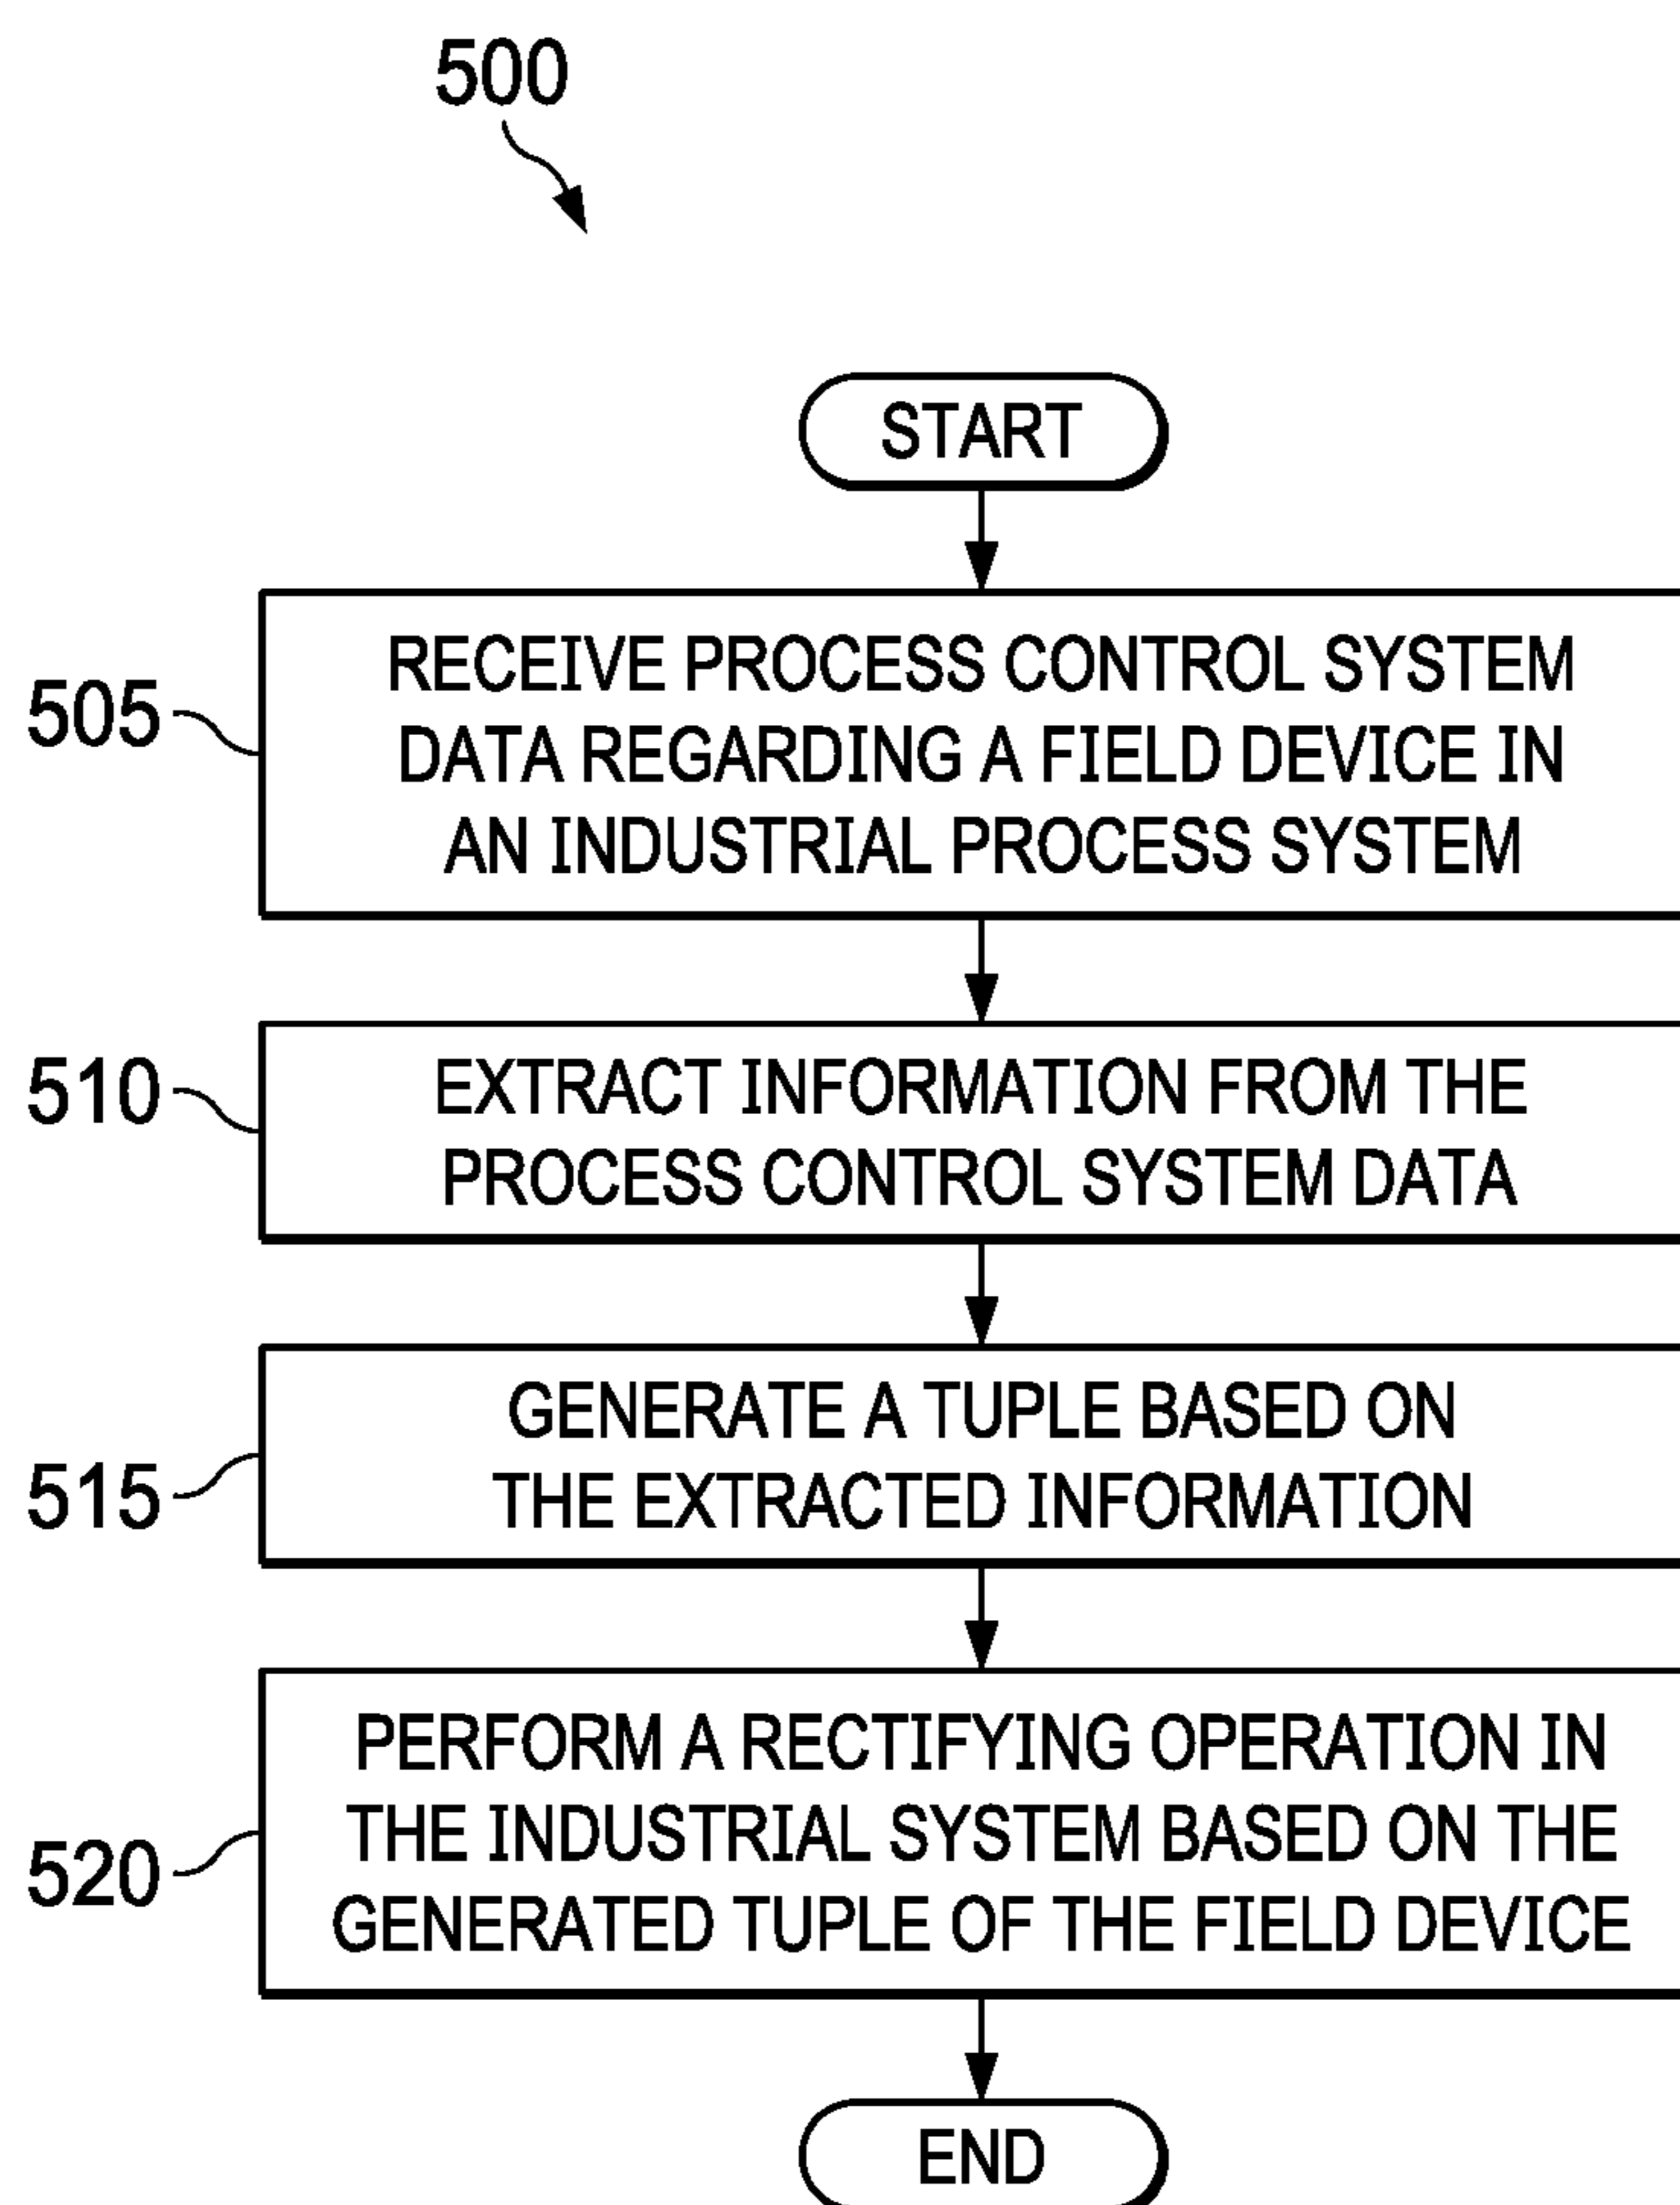 500
START
505
RECEIVE PROCESS CONTROL SYSTEM
DATA REGARDING A FIELD DEVICE IN
AN INDUSTRIAL PROCESS SYSTEM
510
EXTRACT INFORMATION FROM THE
PROCESS CONTROL SYSTEM DATA
515
GENERATE A TUPLE BASED ON
THE EXTRACTED INFORMATION
520
PERFORM A RECTIFYING OPERATION IN
THE INDUSTRIAL SYSTEM BASED ON THE
GENERATED TUPLE OF THE FIELD DEVICE
END